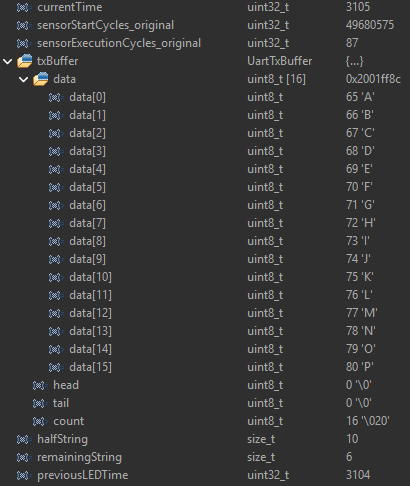 currentTime uint32_t 3105
sensorStartCycles_original uint32_t 49680575
sensorExecutionCycles_original uint32_t 87
txBuffer UartTxBuffer {...}
data uint8_t [16] 0x2001ff8c
data[0] uint8_t 65 'A'
data[1] uint8_t 66 'B'
data[2] uint8_t 67 'C'
data[3] uint8_t 68 'D'
data[4] uint8_t 69 'E'
data[5] uint8_t 70 'F'
data[6] uint8_t 71 'G'
data[7] uint8_t 72 'H'
data[8] uint8_t 73 'I'
data[9] uint8_t 74 'J'
data[10] uint8_t 75 'K'
data[11] uint8_t 76 'L'
data[12] uint8_t 77 'M'
data[13] uint8_t 78 'N'
data[14] uint8_t 79 'O'
data[15] uint8_t 80 'P'
head uint8_t 0 '\0'
tail uint8_t 0 '\0'
count uint8_t 16 '\020'
halfString size_t 10
remainingString size_t 6
previousLEDTime uint32_t 3104